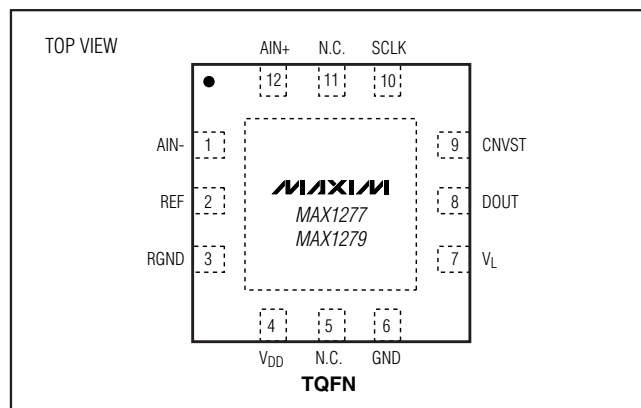 TOP VIEW
AIN+ N.C. SCLK
12 11 10
AIN- 1 9 CNVST
REF 2 8 DOUT
RGND 3 7 VL
MAXIM
MAX1277
MAX1279
4 5 6
VDD N.C. GND
TQFN